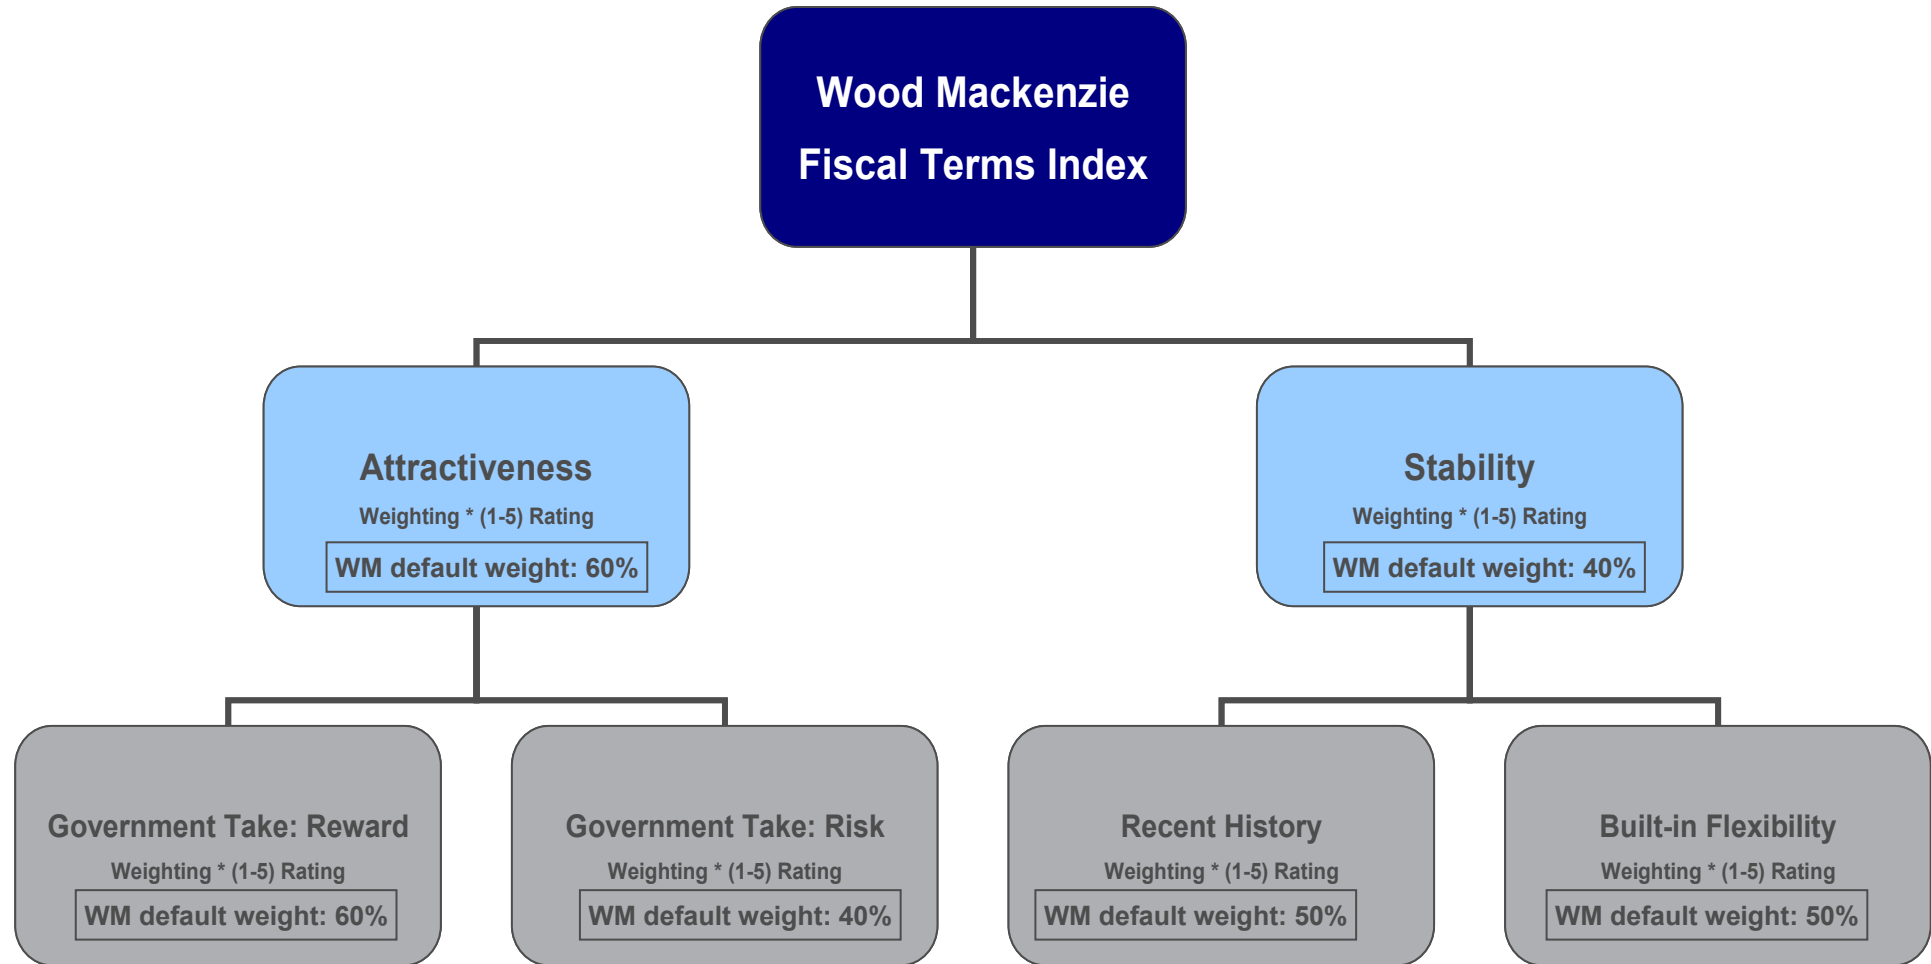 Wood Mackenzie
Fiscal Terms Index
Attractiveness
Weighting * (1-5) Rating
WM default weight: 60%
Stability
Weighting * (1-5) Rating
WM default weight: 40%
Government Take: Reward
Weighting * (1-5) Rating
WM default weight: 60%
Government Take: Risk
Weighting * (1-5) Rating
WM default weight: 40%
Recent History
Weighting * (1-5) Rating
WM default weight: 50%
Built-in Flexibility
Weighting * (1-5) Rating
WM default weight: 50%